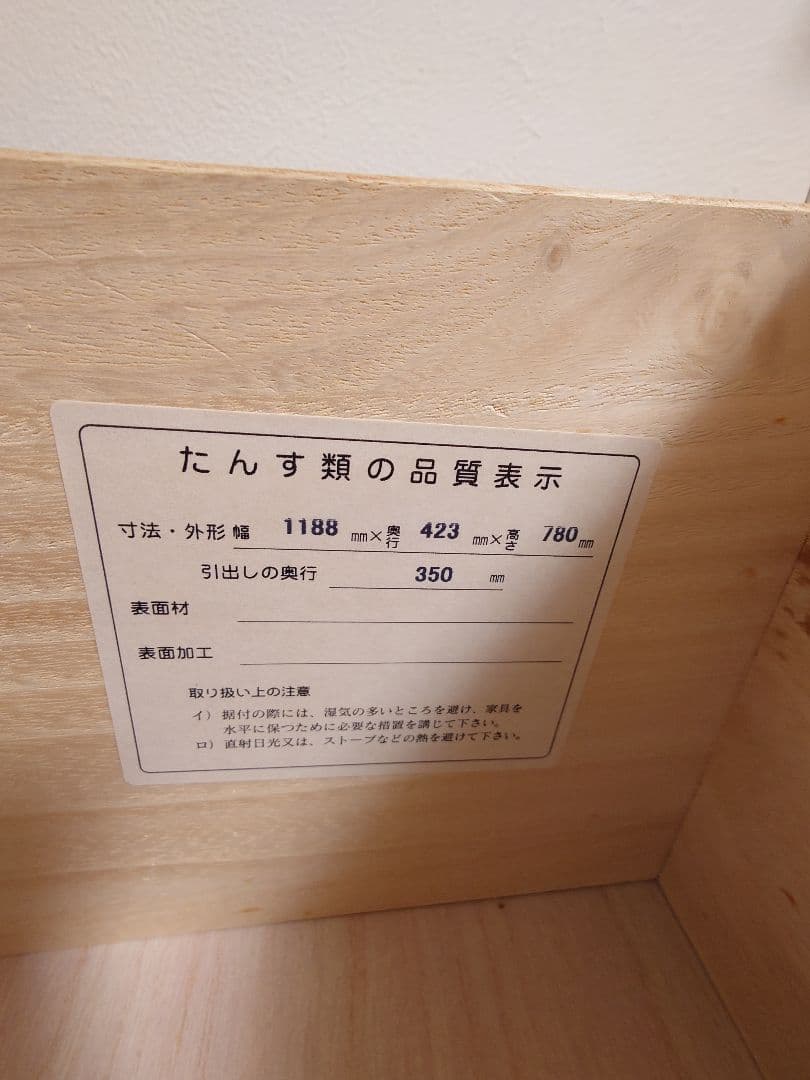 たんす類の品質表示
寸法・外形 幅 1188 mm×奥行 423 mm×高さ 780mm
引出しの奥行 350 mm
表面材
表面加工
取り扱い上の注意
イ) 据付の際には、湿気の多いところを避け、家具を
水平に保つために必要な措置を講じて下さい。
ロ) 直射日光又は、ストーブなどの熱を避けて下さい。